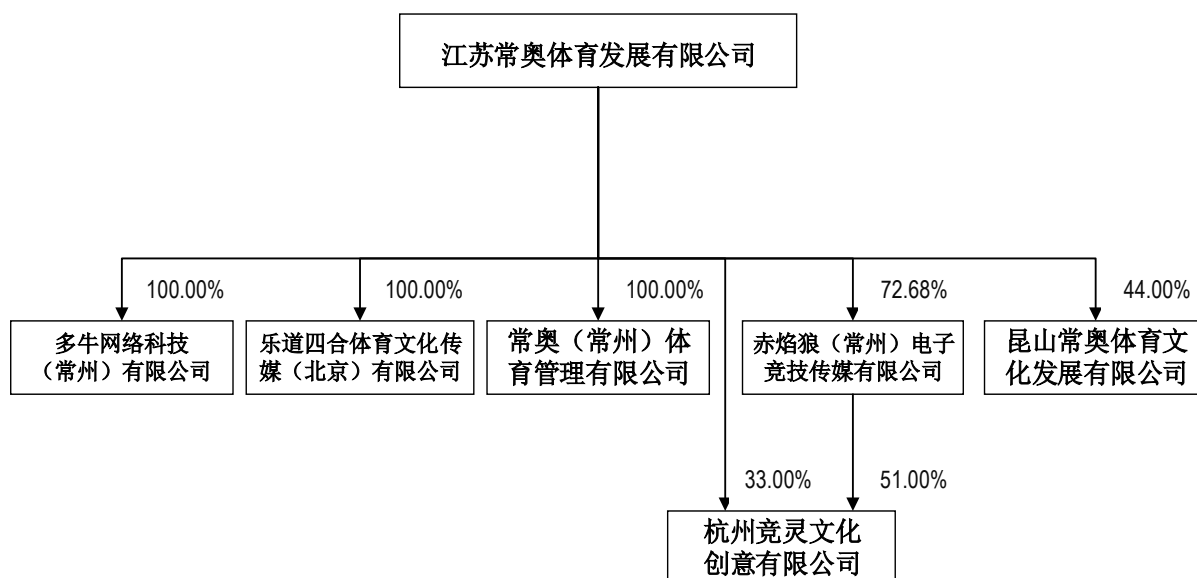 江苏常奥体育发展有限公司
100.00%
100.00%
100.00%
72.68%
44.00%
多牛网络科技
（常州）有限公司
乐道四合体育文化传
媒（北京）有限公司
常奥（常州）体
育管理有限公司
赤焰狼（常州）电子
竞技传媒有限公司
昆山常奥体育文
化发展有限公司
33.00%
51.00%
杭州竞灵文化
创意有限公司